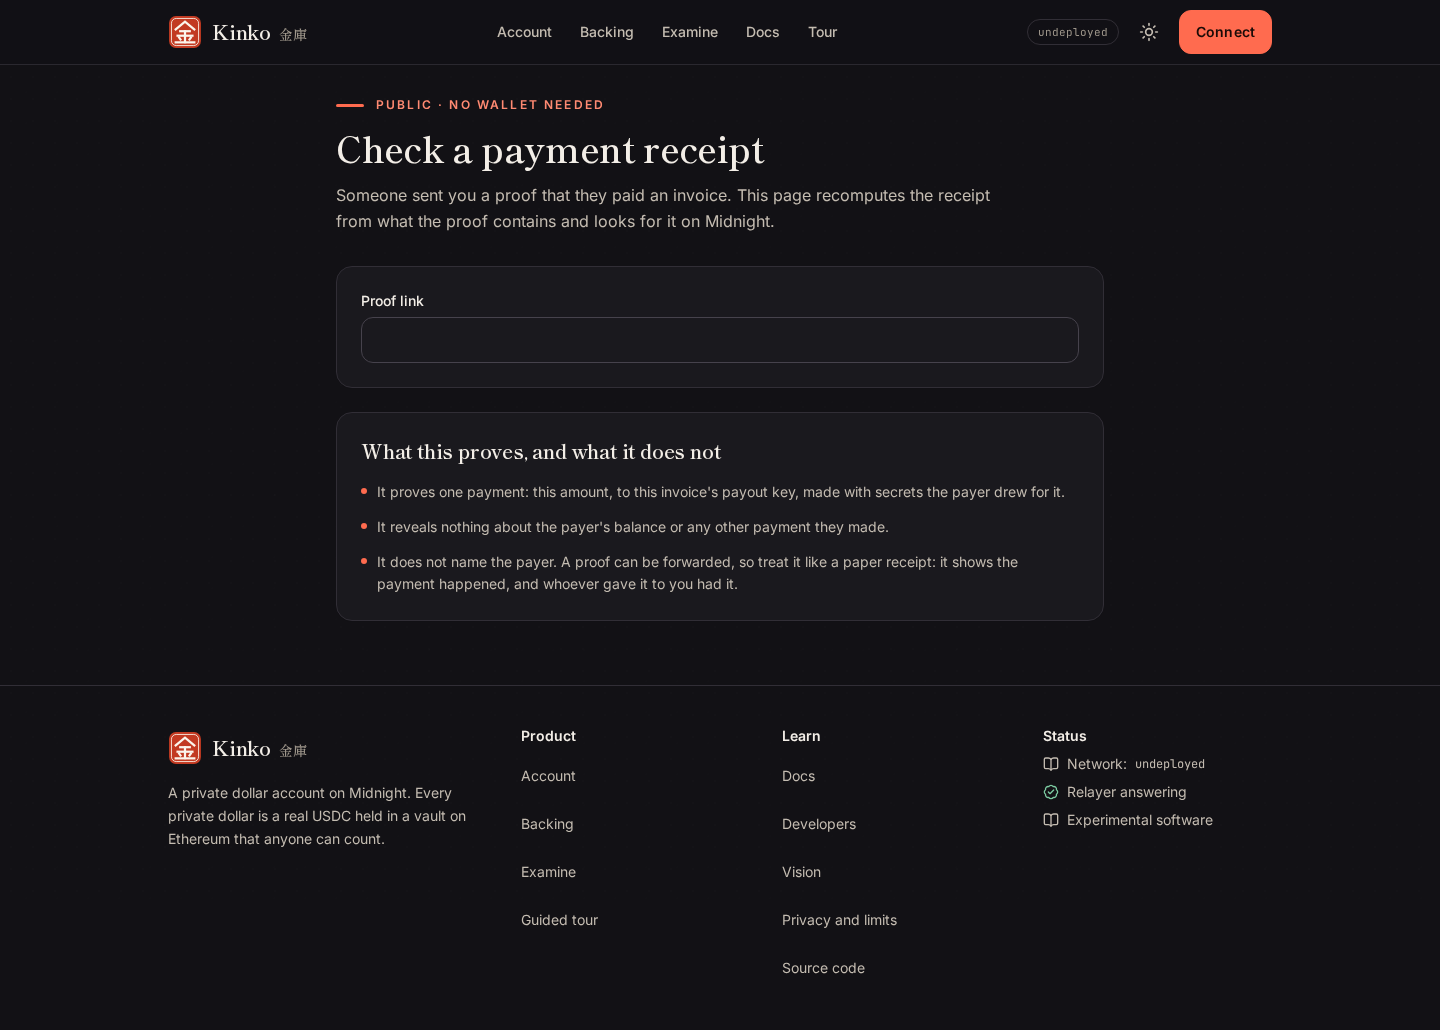 金
Kinko 金庫
Account
Backing
Examine
Docs
Tour
undeployed
Connect
PUBLIC · NO WALLET NEEDED
Check a payment receipt
Someone sent you a proof that they paid an invoice. This page recomputes the receipt
from what the proof contains and looks for it on Midnight.
Proof link
What this proves, and what it does not
It proves one payment: this amount, to this invoice's payout key, made with secrets the payer drew for it.
It reveals nothing about the payer's balance or any other payment they made.
It does not name the payer. A proof can be forwarded, so treat it like a paper receipt: it shows the
payment happened, and whoever gave it to you had it.
金
Kinko 金庫
A private dollar account on Midnight. Every
private dollar is a real USDC held in a vault on
Ethereum that anyone can count.
Product
Account
Backing
Examine
Guided tour
Learn
Docs
Developers
Vision
Privacy and limits
Source code
Status
Network: undeployed
Relayer answering
Experimental software